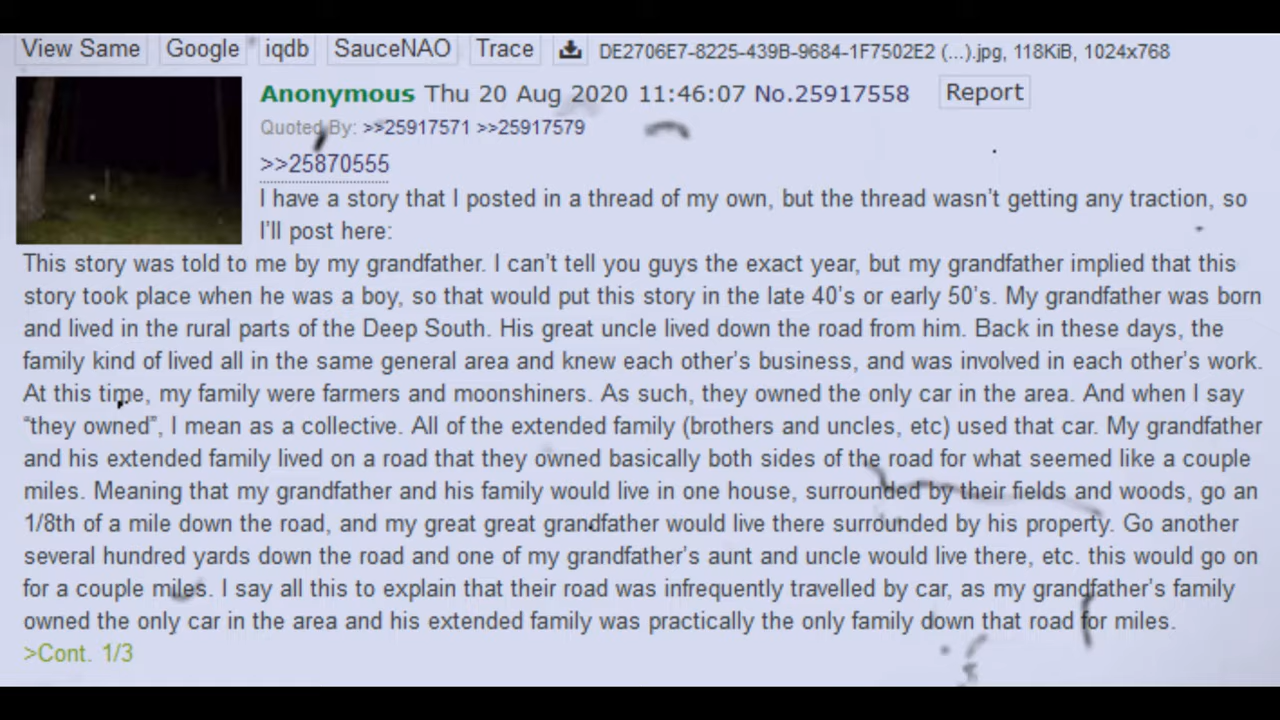 View Same Google iqdb SauceNAO Trace DE2706E7-8225-439B-9684-1F7502E2 (...).jpg, 118KiB, 1024x768
Anonymous Thu 20 Aug 2020 11:46:07 No.25917558 Report
Quoted By: >>25917571 >>25917579
>>25870555
I have a story that I posted in a thread of my own, but the thread wasn't getting any traction, so
I'll post here:
This story was told to me by my grandfather. I can't tell you guys the exact year, but my grandfather implied that this
story took place when he was a boy, so that would put this story in the late 40's or early 50's. My grandfather was born
and lived in the rural parts of the Deep South. His great uncle lived down the road from him. Back in these days, the
family kind of lived all in the same general area and knew each other's business, and was involved in each other's work.
At this time, my family were farmers and moonshiners. As such, they owned the only car in the area. And when I say
“they owned”, I mean as a collective. All of the extended family (brothers and uncles, etc) used that car. My grandfather
and his extended family lived on a road that they owned basically both sides of the road for what seemed like a couple
miles. Meaning that my grandfather and his family would live in one house, surrounded by their fields and woods, go an
1/8th of a mile down the road, and my great great grandfather would live there surrounded by his property. Go another
several hundred yards down the road and one of my grandfather's aunt and uncle would live there, etc. this would go on
for a couple miles. I say all this to explain that their road was infrequently travelled by car, as my grandfather's family
owned the only car in the area and his extended family was practically the only family down that road for miles.
>Cont. 1/3